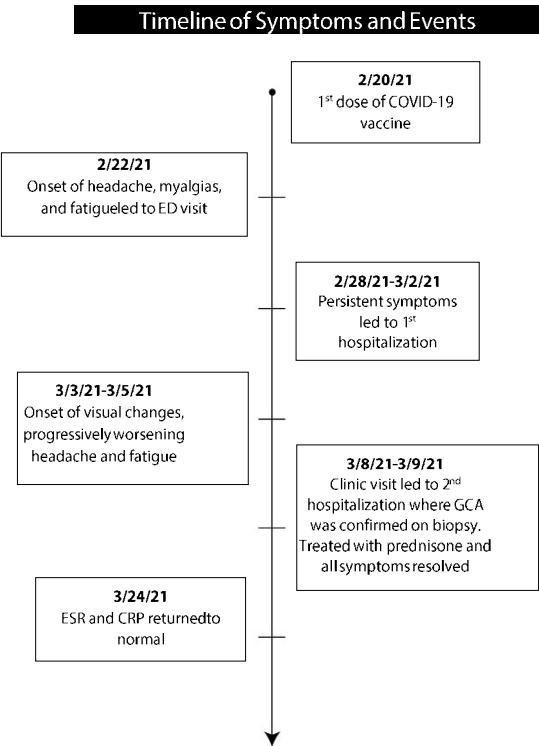 Timeline of Symptoms and Events
2/20/21
1st dose of COVID-19
vaccine
2/22/21
Onset of headache, myalgias,
and fatigueled to ED visit
2/28/21-3/2/21
Persistent symptoms
led to 1st
hospitalization
3/3/21-3/5/21
Onset of visual changes,
progressively worsening
headache and fatigue
3/8/21-3/9/21
Clinic visit led to 2nd
hospitalization where GCA
was confirmed on biopsy.
Treated with prednisone and
all symptoms resolved
3/24/21
ESR and CRP returnedto
normal